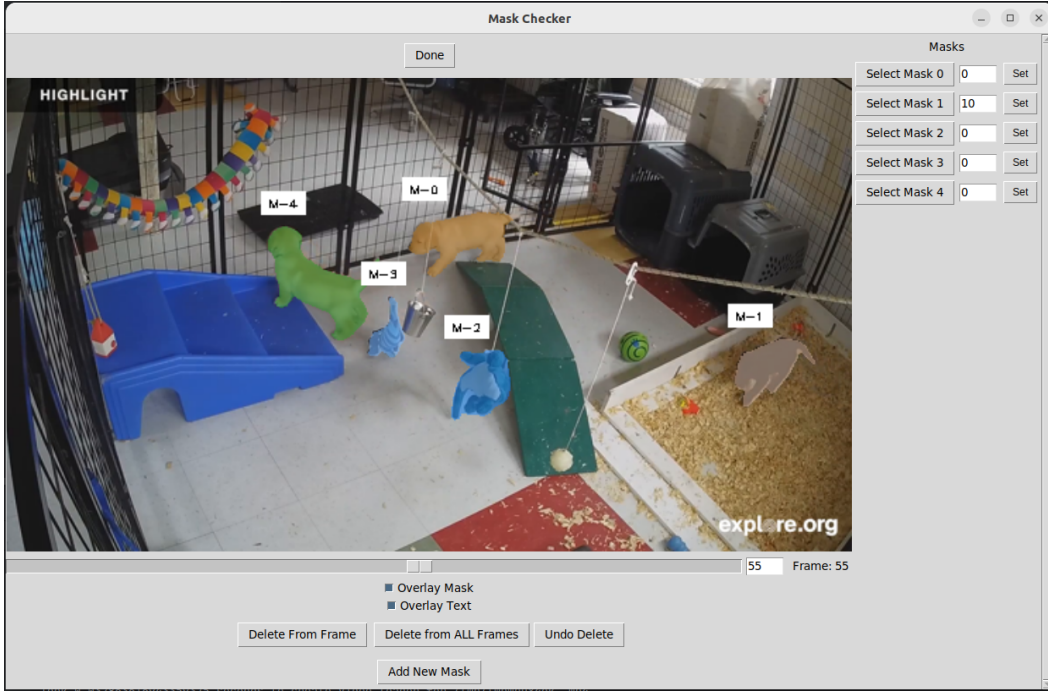 Mask Checker
Done
Masks
Select Mask 0 0 Set
Select Mask 1 10 Set
Select Mask 2 0 Set
Select Mask 3 0 Set
Select Mask 4 0 Set
HIGHLIGHT
M-0
M-4
M-3
M-2
M-1
expl re.org
55 Frame: 55
Overlay Mask
Overlay Text
Delete From Frame Delete from ALL Frames Undo Delete
Add New Mask